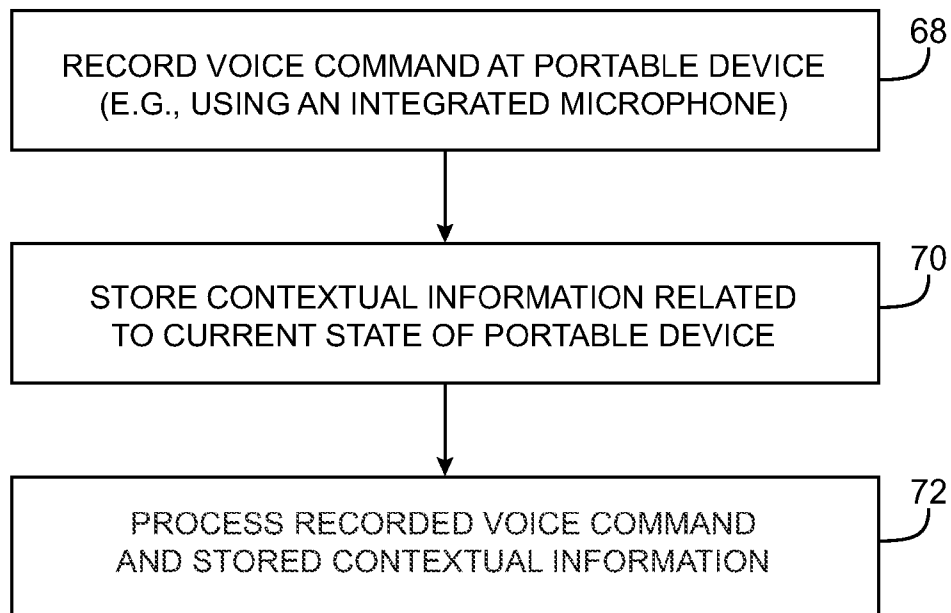 68
RECORD VOICE COMMAND AT PORTABLE DEVICE
(E.G., USING AN INTEGRATED MICROPHONE)
70
STORE CONTEXTUAL INFORMATION RELATED
TO CURRENT STATE OF PORTABLE DEVICE
72
PROCESS RECORDED VOICE COMMAND
AND STORED CONTEXTUAL INFORMATION